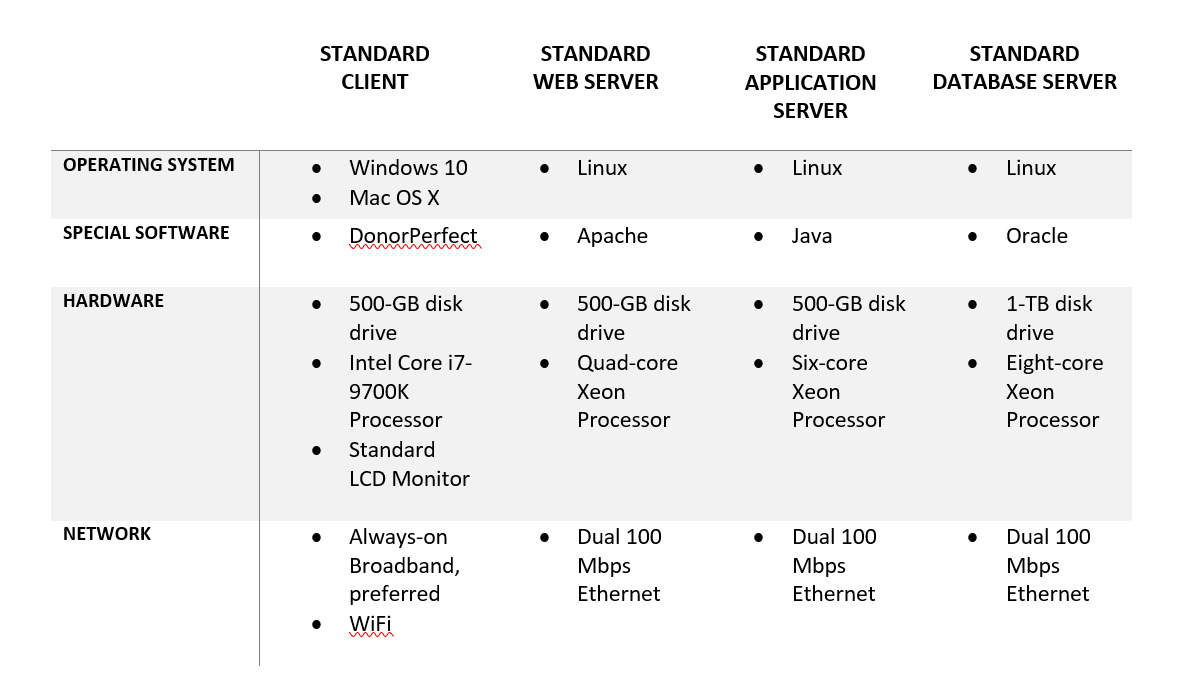 STANDARD CLIENT
STANDARD WEB SERVER
STANDARD APPLICATION SERVER
STANDARD DATABASE SERVER
OPERATING SYSTEM
• Windows 10
• Mac OS X
• Linux
• Linux
• Linux
SPECIAL SOFTWARE
• DonorPerfect
• Apache
• Java
• Oracle
HARDWARE
• 500-GB disk
drive
• Intel Core i7-
9700K
Processor
• Standard
LCD Monitor
• 500-GB disk
drive
• Quad-core
Xeon
Processor
• 500-GB disk
drive
• Six-core
Xeon
Processor
• 1-TB disk
drive
• Eight-core
Xeon
Processor
NETWORK
• Always-on
Broadband,
preferred
• WiFi
• Dual 100
Mbps
Ethernet
• Dual 100
Mbps
Ethernet
• Dual 100
Mbps
Ethernet